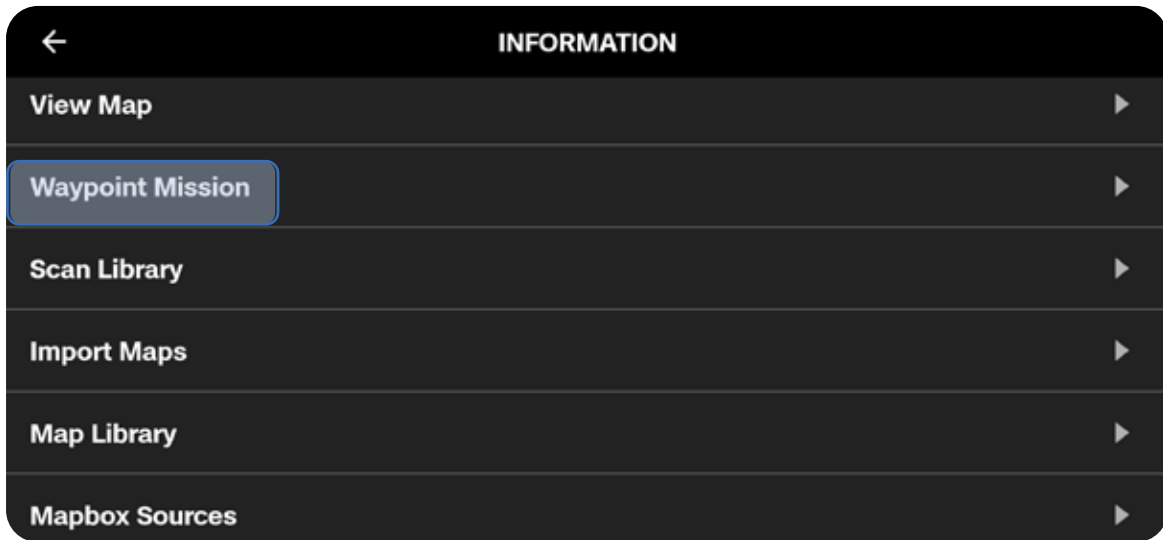 INFORMATION
View Map
Waypoint Mission
Scan Library
Import Maps
Map Library
Mapbox Sources